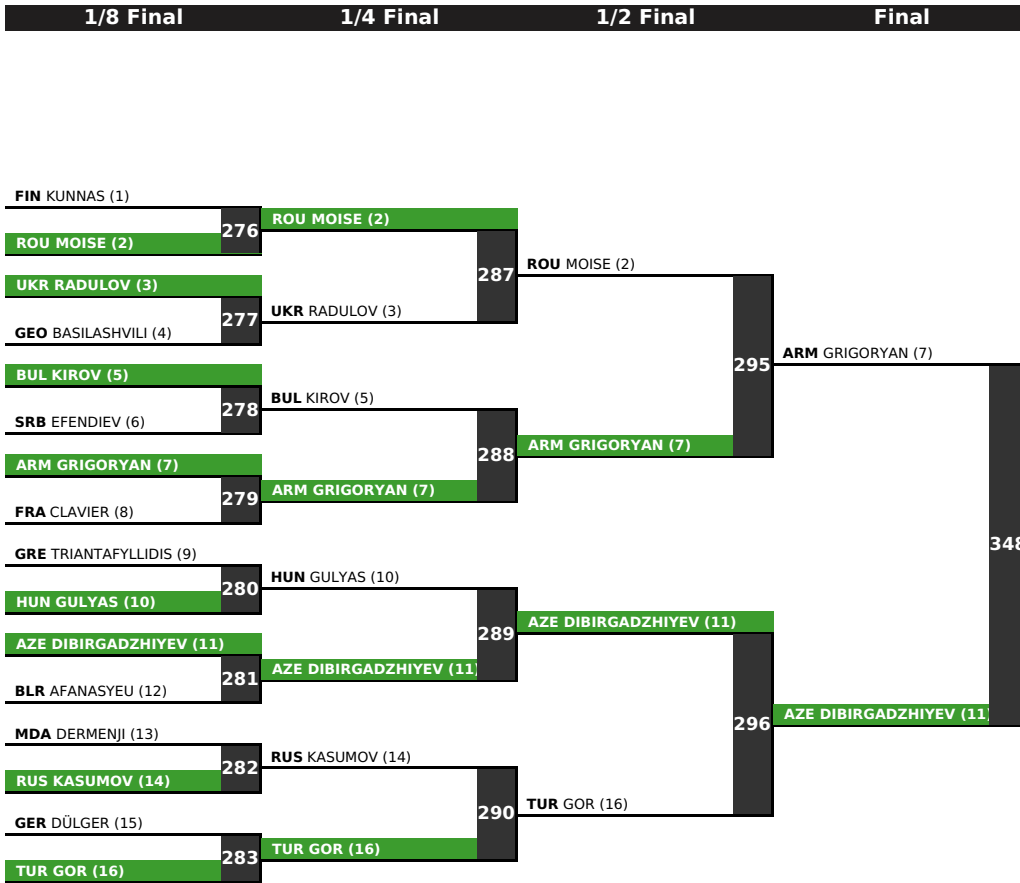 1/8 Final 1/4 Final 1/2 Final Final
FIN KUNNAS (1)
276
ROU MOISE (2)
UKR RADULOV (3)
277
GEO BASILASHVILI (4)
BUL KIROV (5)
278
SRB EFENDIEV (6)
ARM GRIGORYAN (7)
279
FRA CLAVIER (8)
GRE TRIANTAFYLLIDIS (9)
280
HUN GULYAS (10)
AZE DIBIRGADZHIYEV (11)
281
BLR AFANASYEU (12)
MDA DERMENJI (13)
282
RUS KASUMOV (14)
GER DÜLGER (15)
283
TUR GOR (16)
ROU MOISE (2)
287
UKR RADULOV (3)
BUL KIROV (5)
288
ARM GRIGORYAN (7)
HUN GULYAS (10)
289
AZE DIBIRGADZHIYEV (11)
RUS KASUMOV (14)
290
TUR GOR (16)
ROU MOISE (2)
295
ARM GRIGORYAN (7)
AZE DIBIRGADZHIYEV (11)
296
TUR GOR (16)
ARM GRIGORYAN (7)
348
AZE DIBIRGADZHIYEV (11)